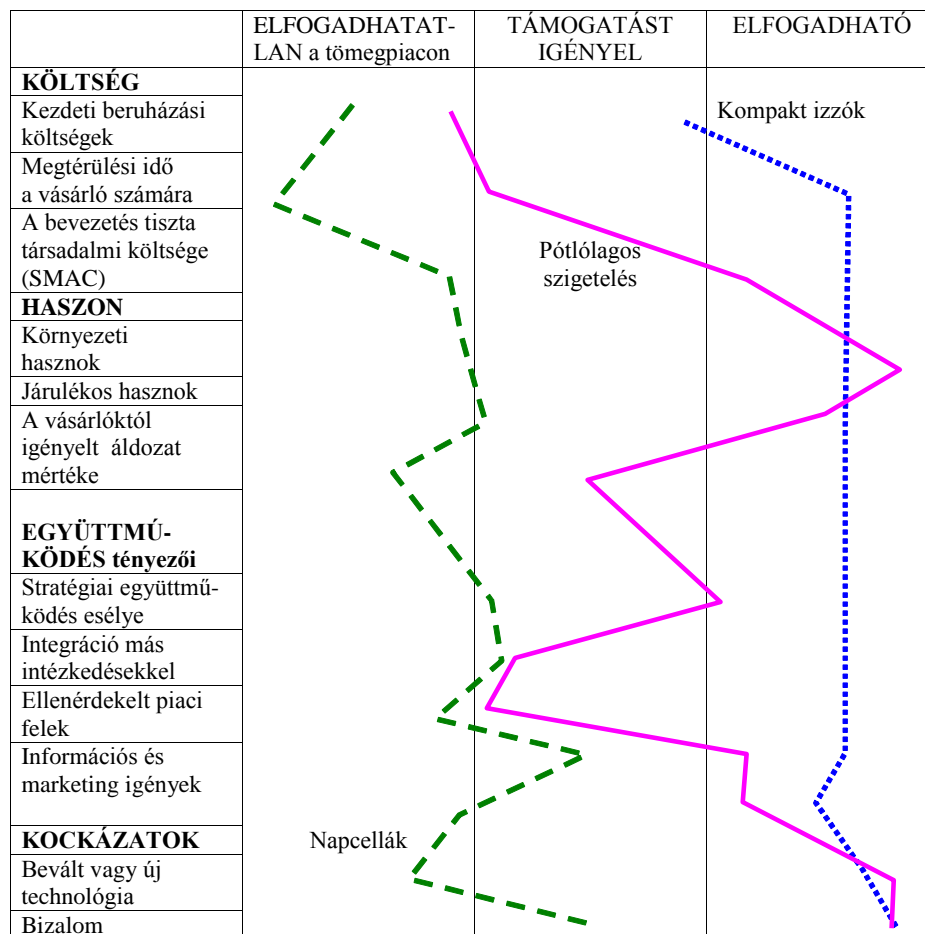 ELFOGADHATAT-
LAN a tömegpiacon
TÁMOGATÁST
IGÉNYEL
ELFOGADHATÓ
KÖLTSÉG
Kezdeti beruházási
költségek
Kompakt izzók
Megtérülési idő
a vásárló számára
A bevezetés tiszta
társadalmi költsége
(SMAC)
Pótlólagos
szigetelés
HASZON
Környezeti
hasznok
Járulékos hasznok
A vásárlóktól
igényelt áldozat
mértéke
EGYÜTTMÚ-
KÖDÉS tényezői
Stratégiai együttmű-
ködés esélye
Integráció más
intézkedésekkel
Ellenérdekelt piaci
felek
Információs és
marketing igények
KOCKÁZATOK
Napcellák
Bevált vagy új
technológia
Bizalom